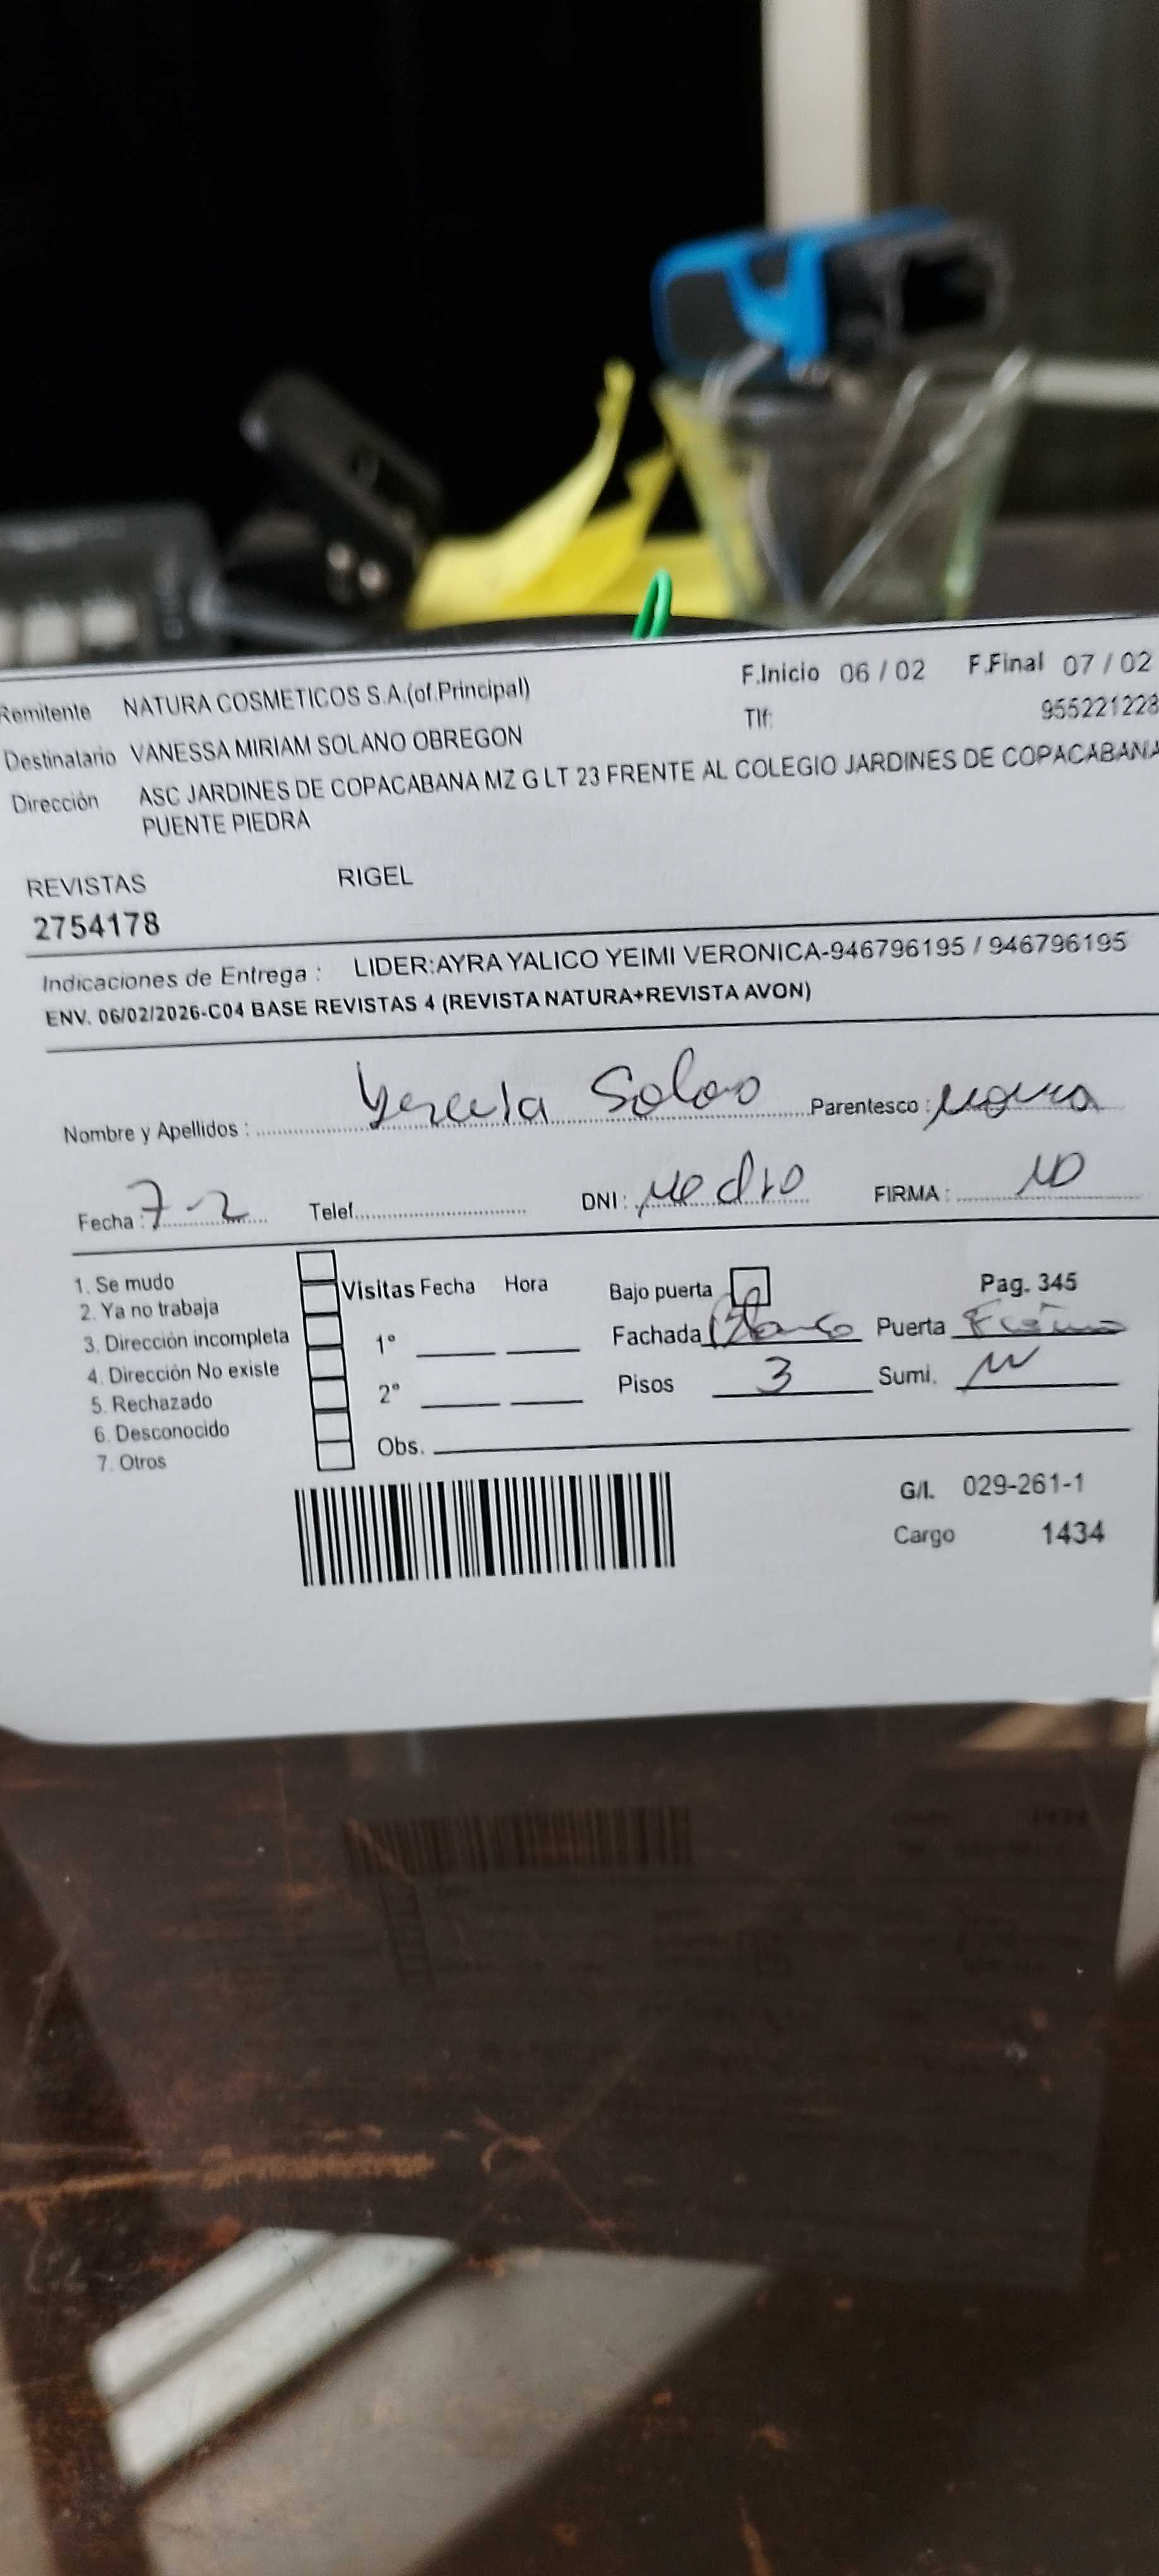 Remitente NATURA COSMETICOS S.A.(of.Principal) F.Inicio 06 / 02 F.Final 07 / 02
Tlf: 955221228
Destinatario VANESSA MIRIAM SOLANO OBREGON
Dirección ASC JARDINES DE COPACABANA MZ G LT 23 FRENTE AL COLEGIO JARDINES DE COPACABANA
PUENTE PIEDRA
REVISTAS RIGEL
2754178
Indicaciones de Entrega : LIDER:AYRA YALICO YEIMI VERONICA-946796195 / 946796195
ENV. 06/02/2026-C04 BASE REVISTAS 4 (REVISTA NATURA+REVISTA AVON)
Nombre y Apellidos : Parentesco :
Fecha : 7-2 Telef. DNI : FIRMA :
1. Se mudo
2. Ya no trabaja
3. Dirección incompleta
4. Dirección No existe
5. Rechazado
6. Desconocido
7. Otros
Visitas Fecha Hora
1°
2°
Obs.
Bajo puerta Pag. 345
Fachada Blanco Puerta
Pisos 3 Sumi.
G/I. 029-261-1
Cargo 1434